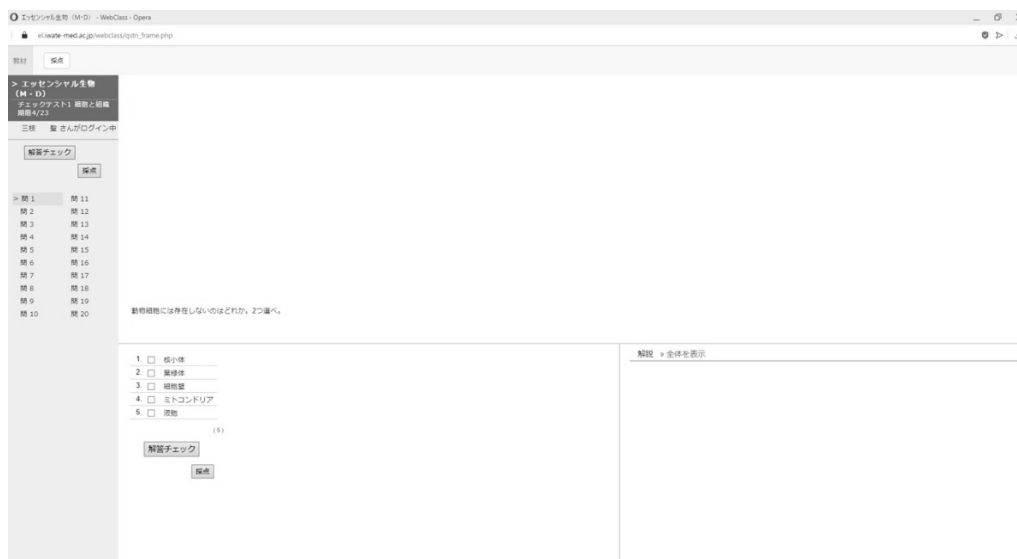 エッセンシャル生物（M・D） - WebClass - Opera
el.iwate-med.ac.jp/webclass/qstn_frame.php
教材 採点
> エッセンシャル生物
（M・D）
チェックテスト1 細胞と組織
期限4/23
さんがログイン中
解答チェック
採点
> 問 1 問 11
問 2 問 12
問 3 問 13
問 4 問 14
問 5 問 15
問 6 問 16
問 7 問 17
問 8 問 18
問 9 問 19
問 10 問 20
動物細胞には存在しないのはどれか。2つ選べ。
1. 核小体
2. 葉緑体
3. 細胞壁
4. ミトコンドリア
5. 液胞
(5)
解答チェック
採点
解説 » 全体を表示